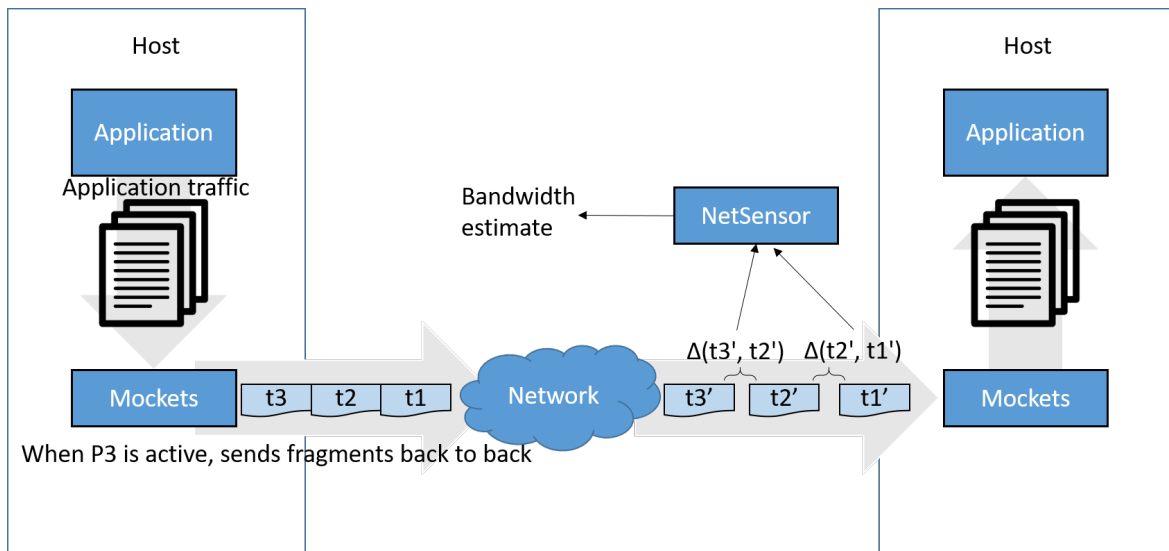 Host
Application
Application traffic
Mockets
t3
t2
t1
When P3 is active, sends fragments back to back
Network
Bandwidth
estimate
NetSensor
Δ(t3', t2')
Δ(t2', t1')
t3’
t2’
t1’
Host
Application
Mockets